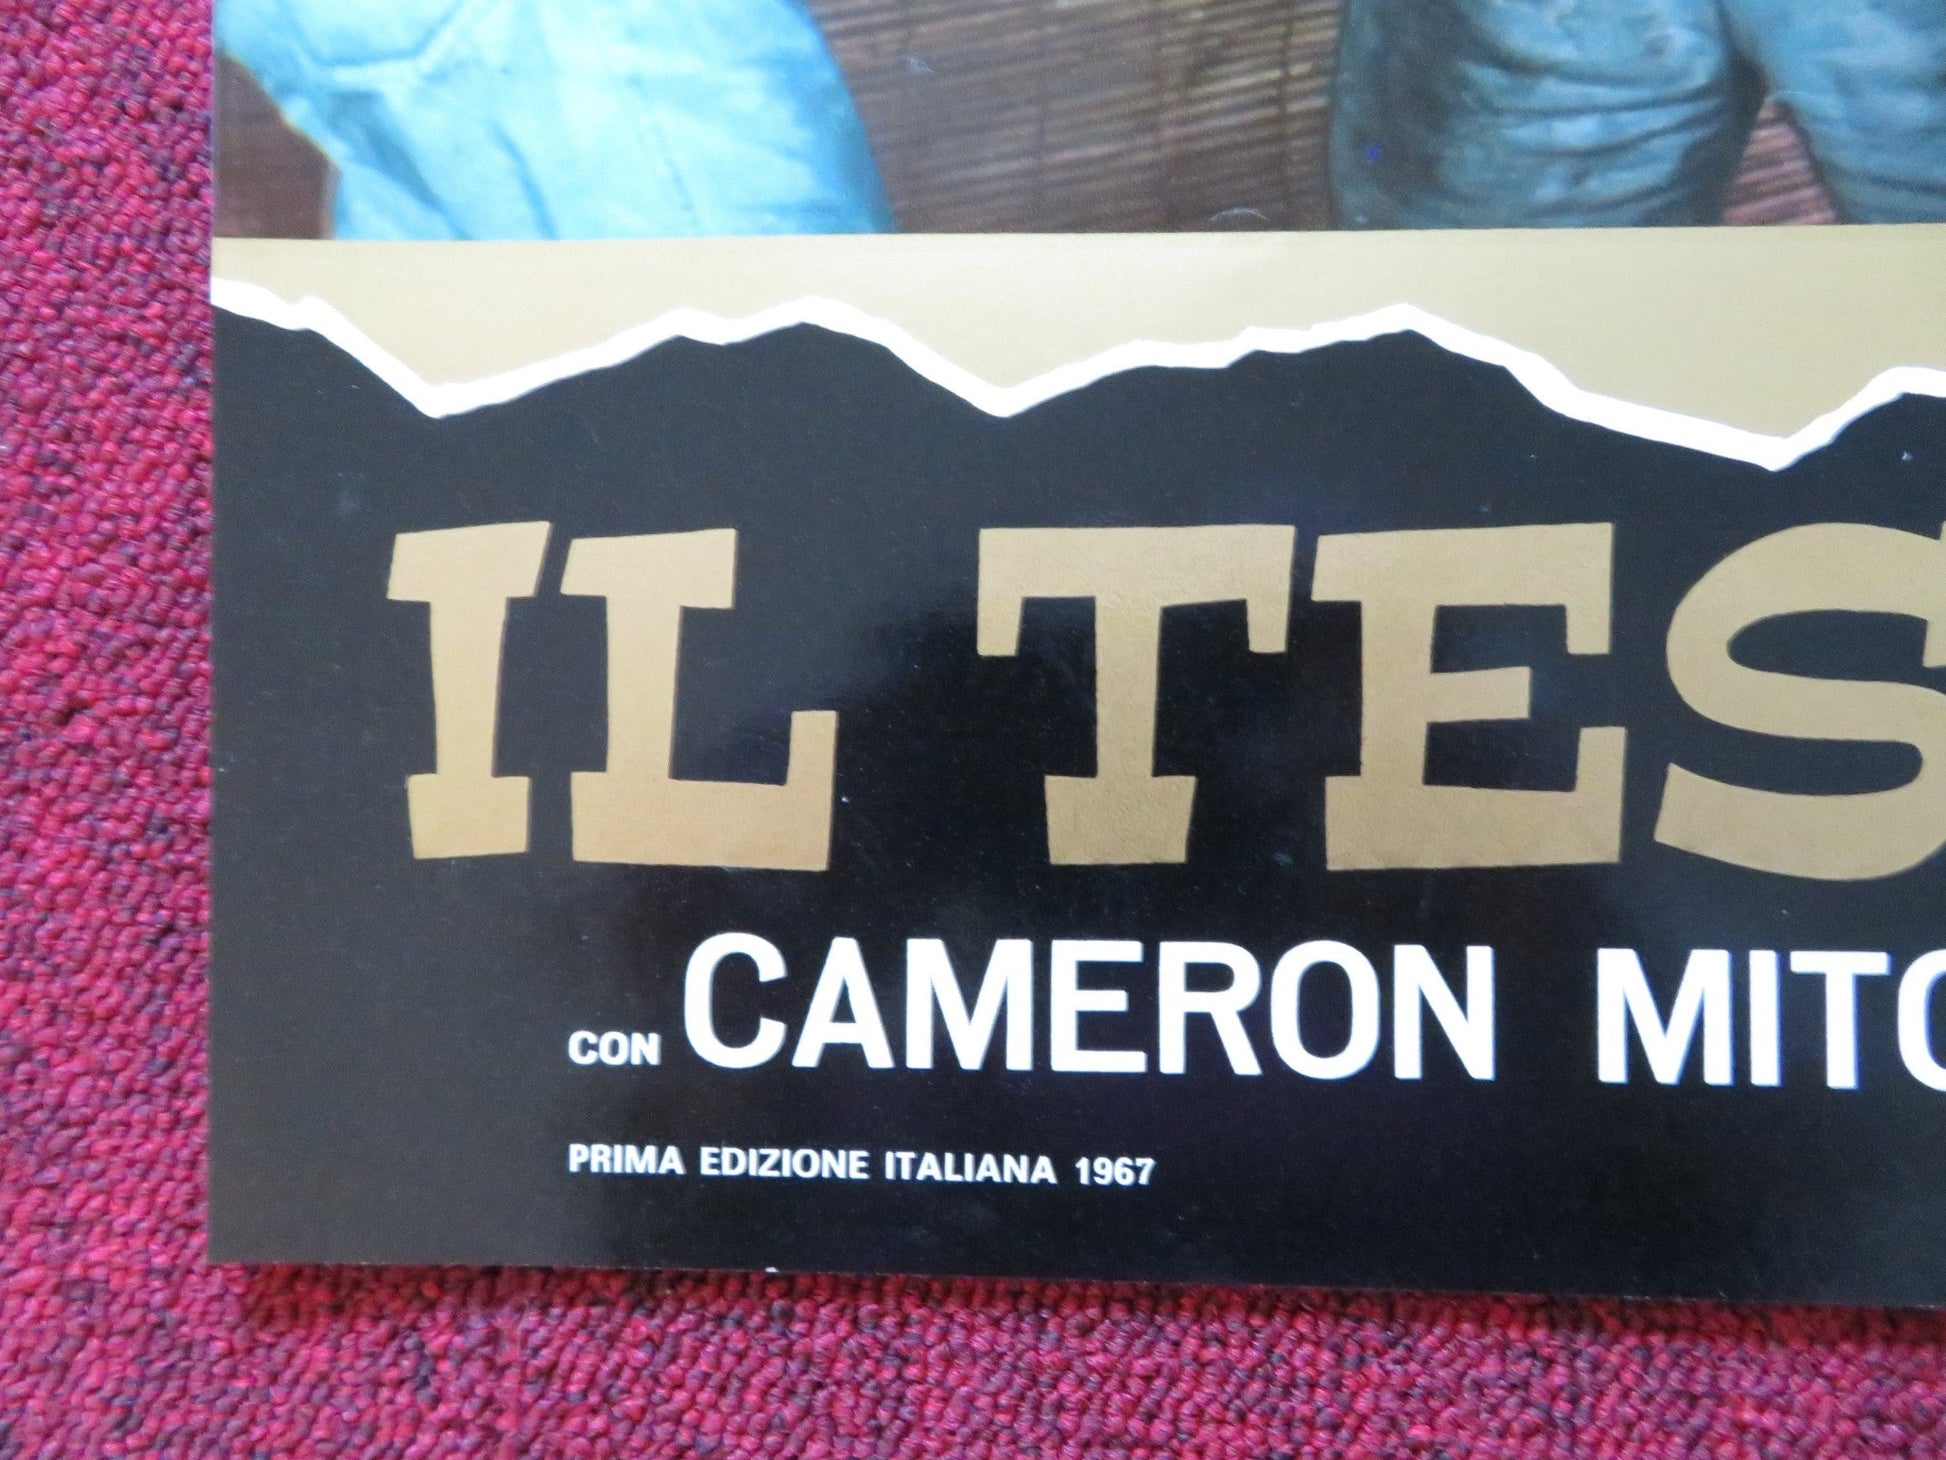 IL TES
CON CAMERON MITC
PRIMA EDIZIONE ITALIANA 1967